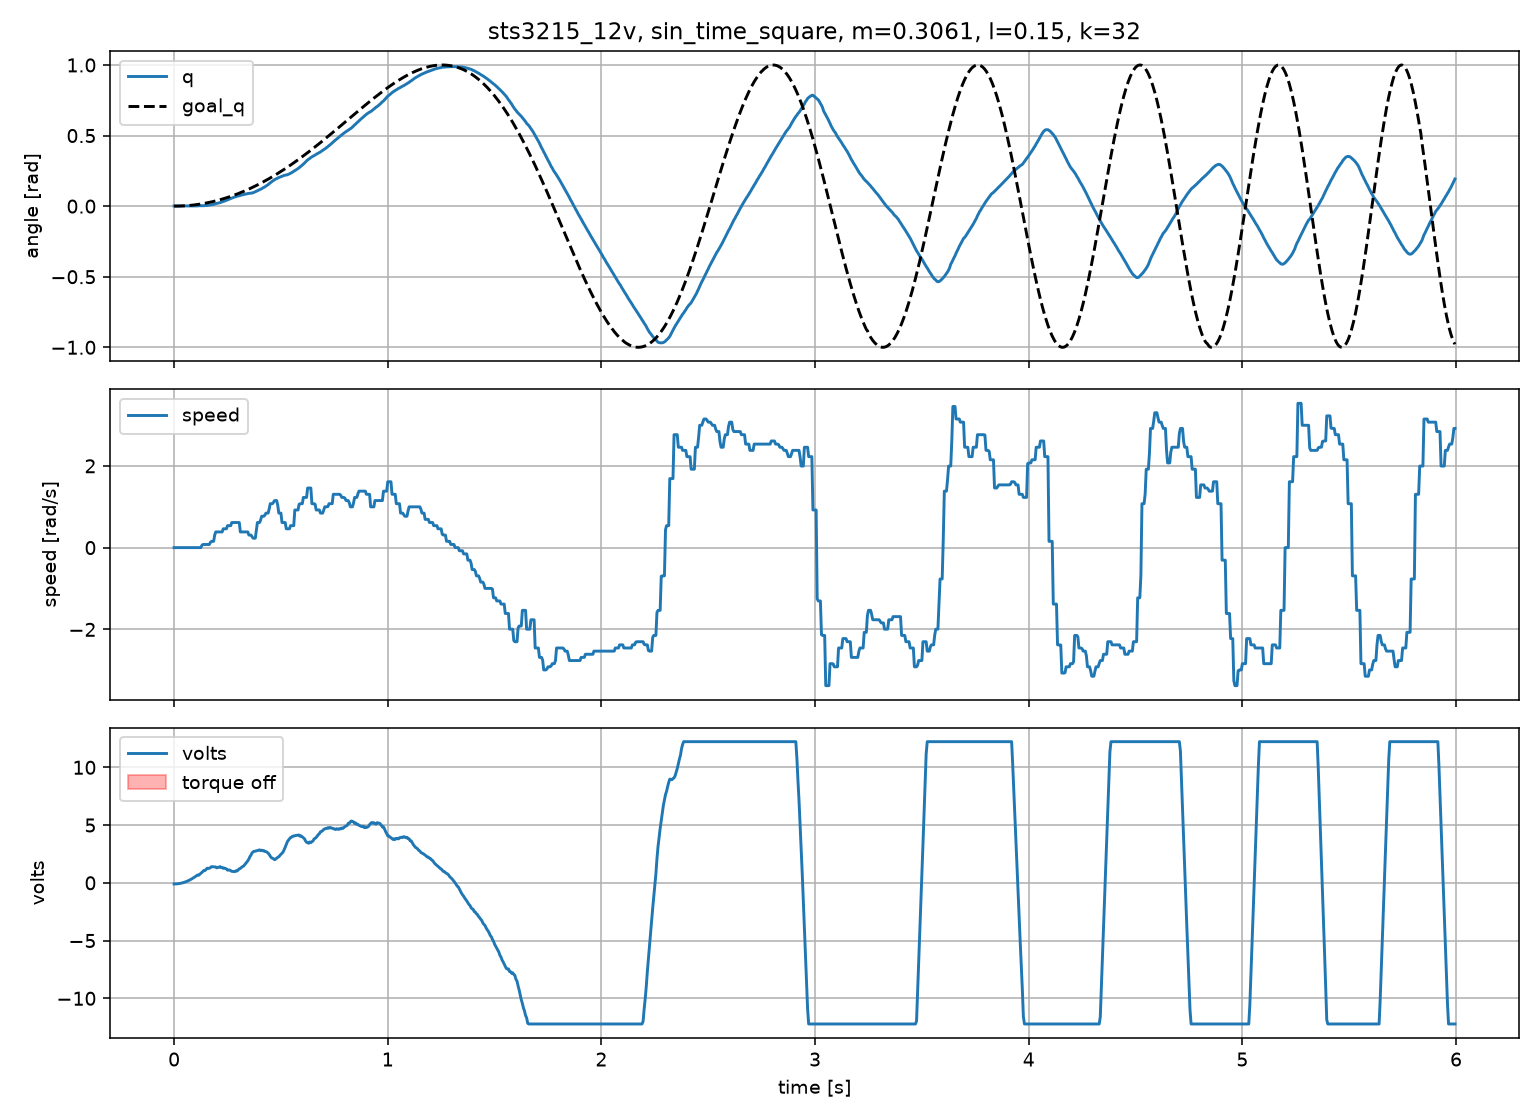 sts3215_12v, sin_time_square, m=0.3061, l=0.15, k=32
angle [rad]
1.0
0.5
0.0
−0.5
−1.0
q
goal_q
speed [rad/s]
2
0
−2
speed
volts
10
5
0
−5
−10
volts
torque off
0 1 2 3 4 5 6
time [s]